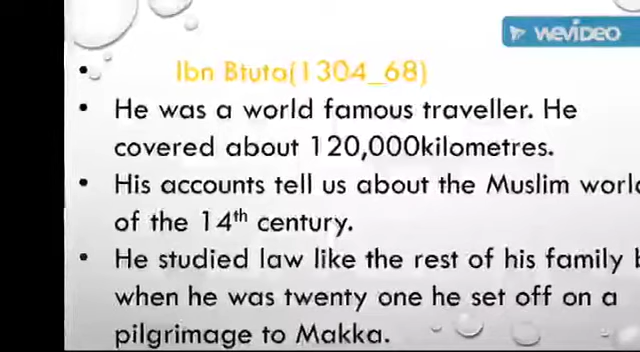 WEVIDEO
• Ibn Btuto(1304_68)
• He was a world famous traveller. He
covered about 120,000kilometres.
• His accounts tell us about the Muslim world
of the 14th century.
• He studied law like the rest of his family b
when he was twenty one he set off on a
pilgrimage to Makka.